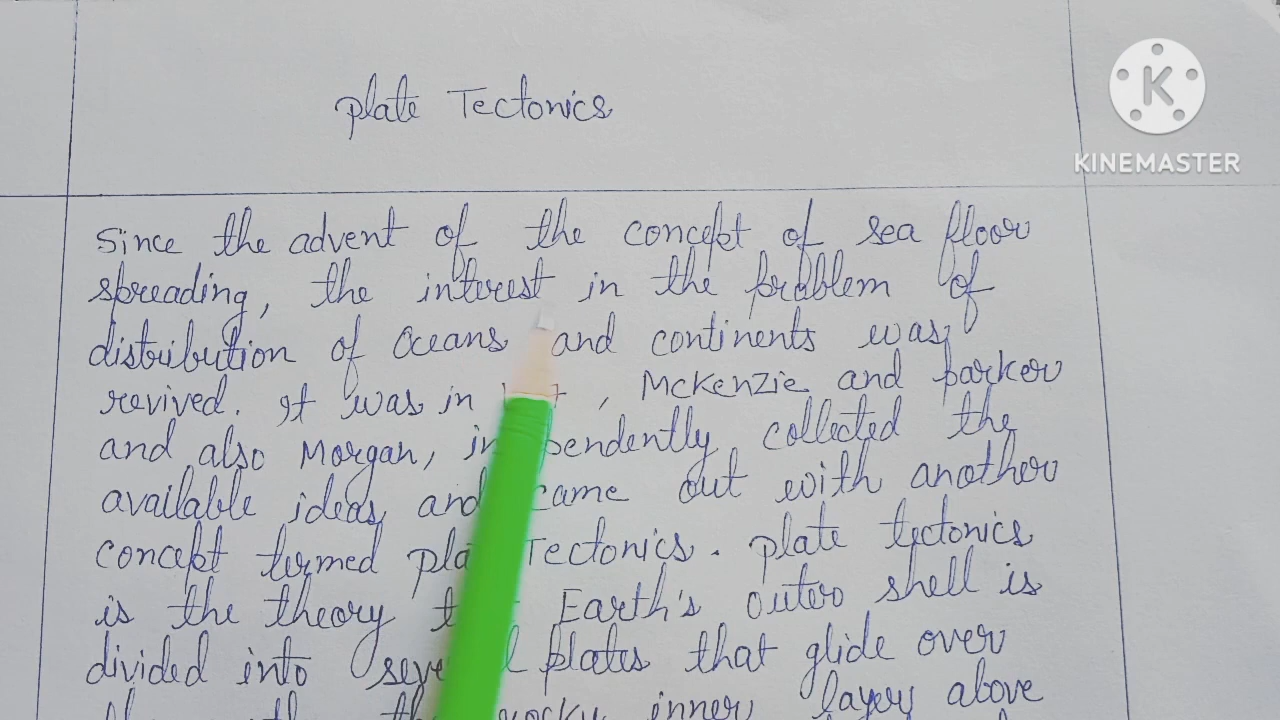 plate Tectonics
KINEMASTER
Since the advent of the concept of sea floor
spreading, the interest in the problem of
distribution of Oceans and continents was
revived. It was in , McKenzie and parker
and also Morgan, collected the
available ideas and came out with another
concept termed Tectonics. plate tectonics
is the theory Earth's outer shell is
divided into plates that glide over
inner layer above